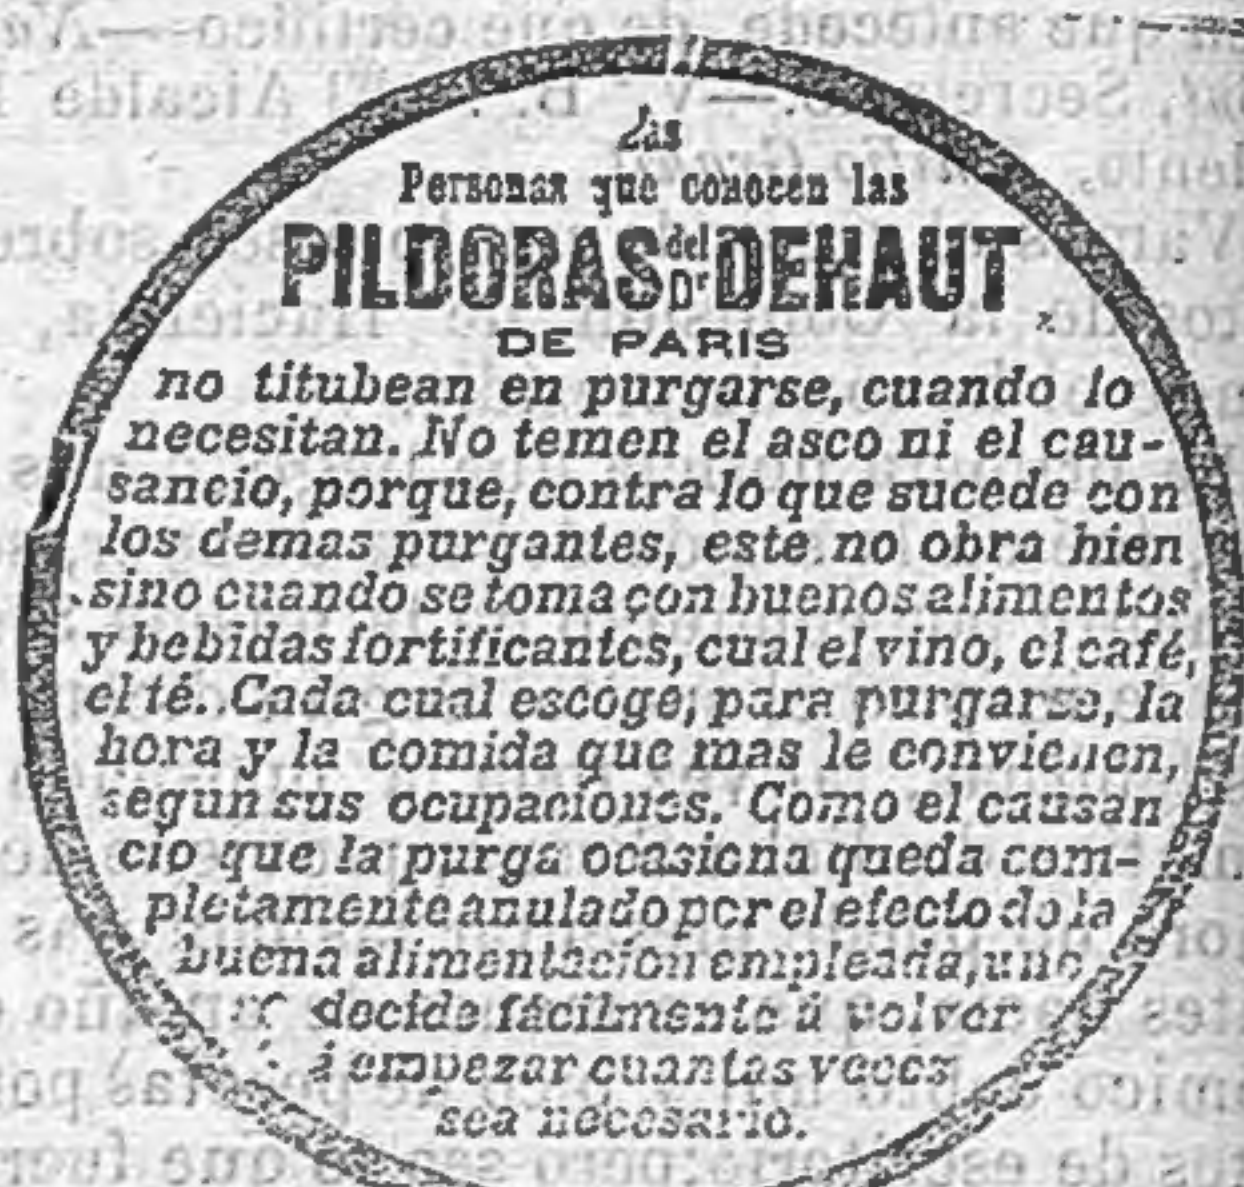 Las
Personas que conocen las
PILDORAS del Dr DEHAUT
DE PARIS
no titubean en purgarse, cuando lo
necesitan. No temen el asco ni el cau-
sancio, porque, contra lo que sucede con
los demas purgantes, este no obra bien
sino cuando se toma con buenos alimentos
y bebidas fortificantes, cual el vino, el café,
el té. Cada cual escoge, para purgarse, la
hora y la comida que mas le convienen,
segun sus ocupaciones. Como el causan
cio que la purga ocasiona queda com-
pletamente anulado por el efecto de la
buena alimentación empleada, uno
se decide fácilmente á volver
á empezar cuantas veces
sea necesario.